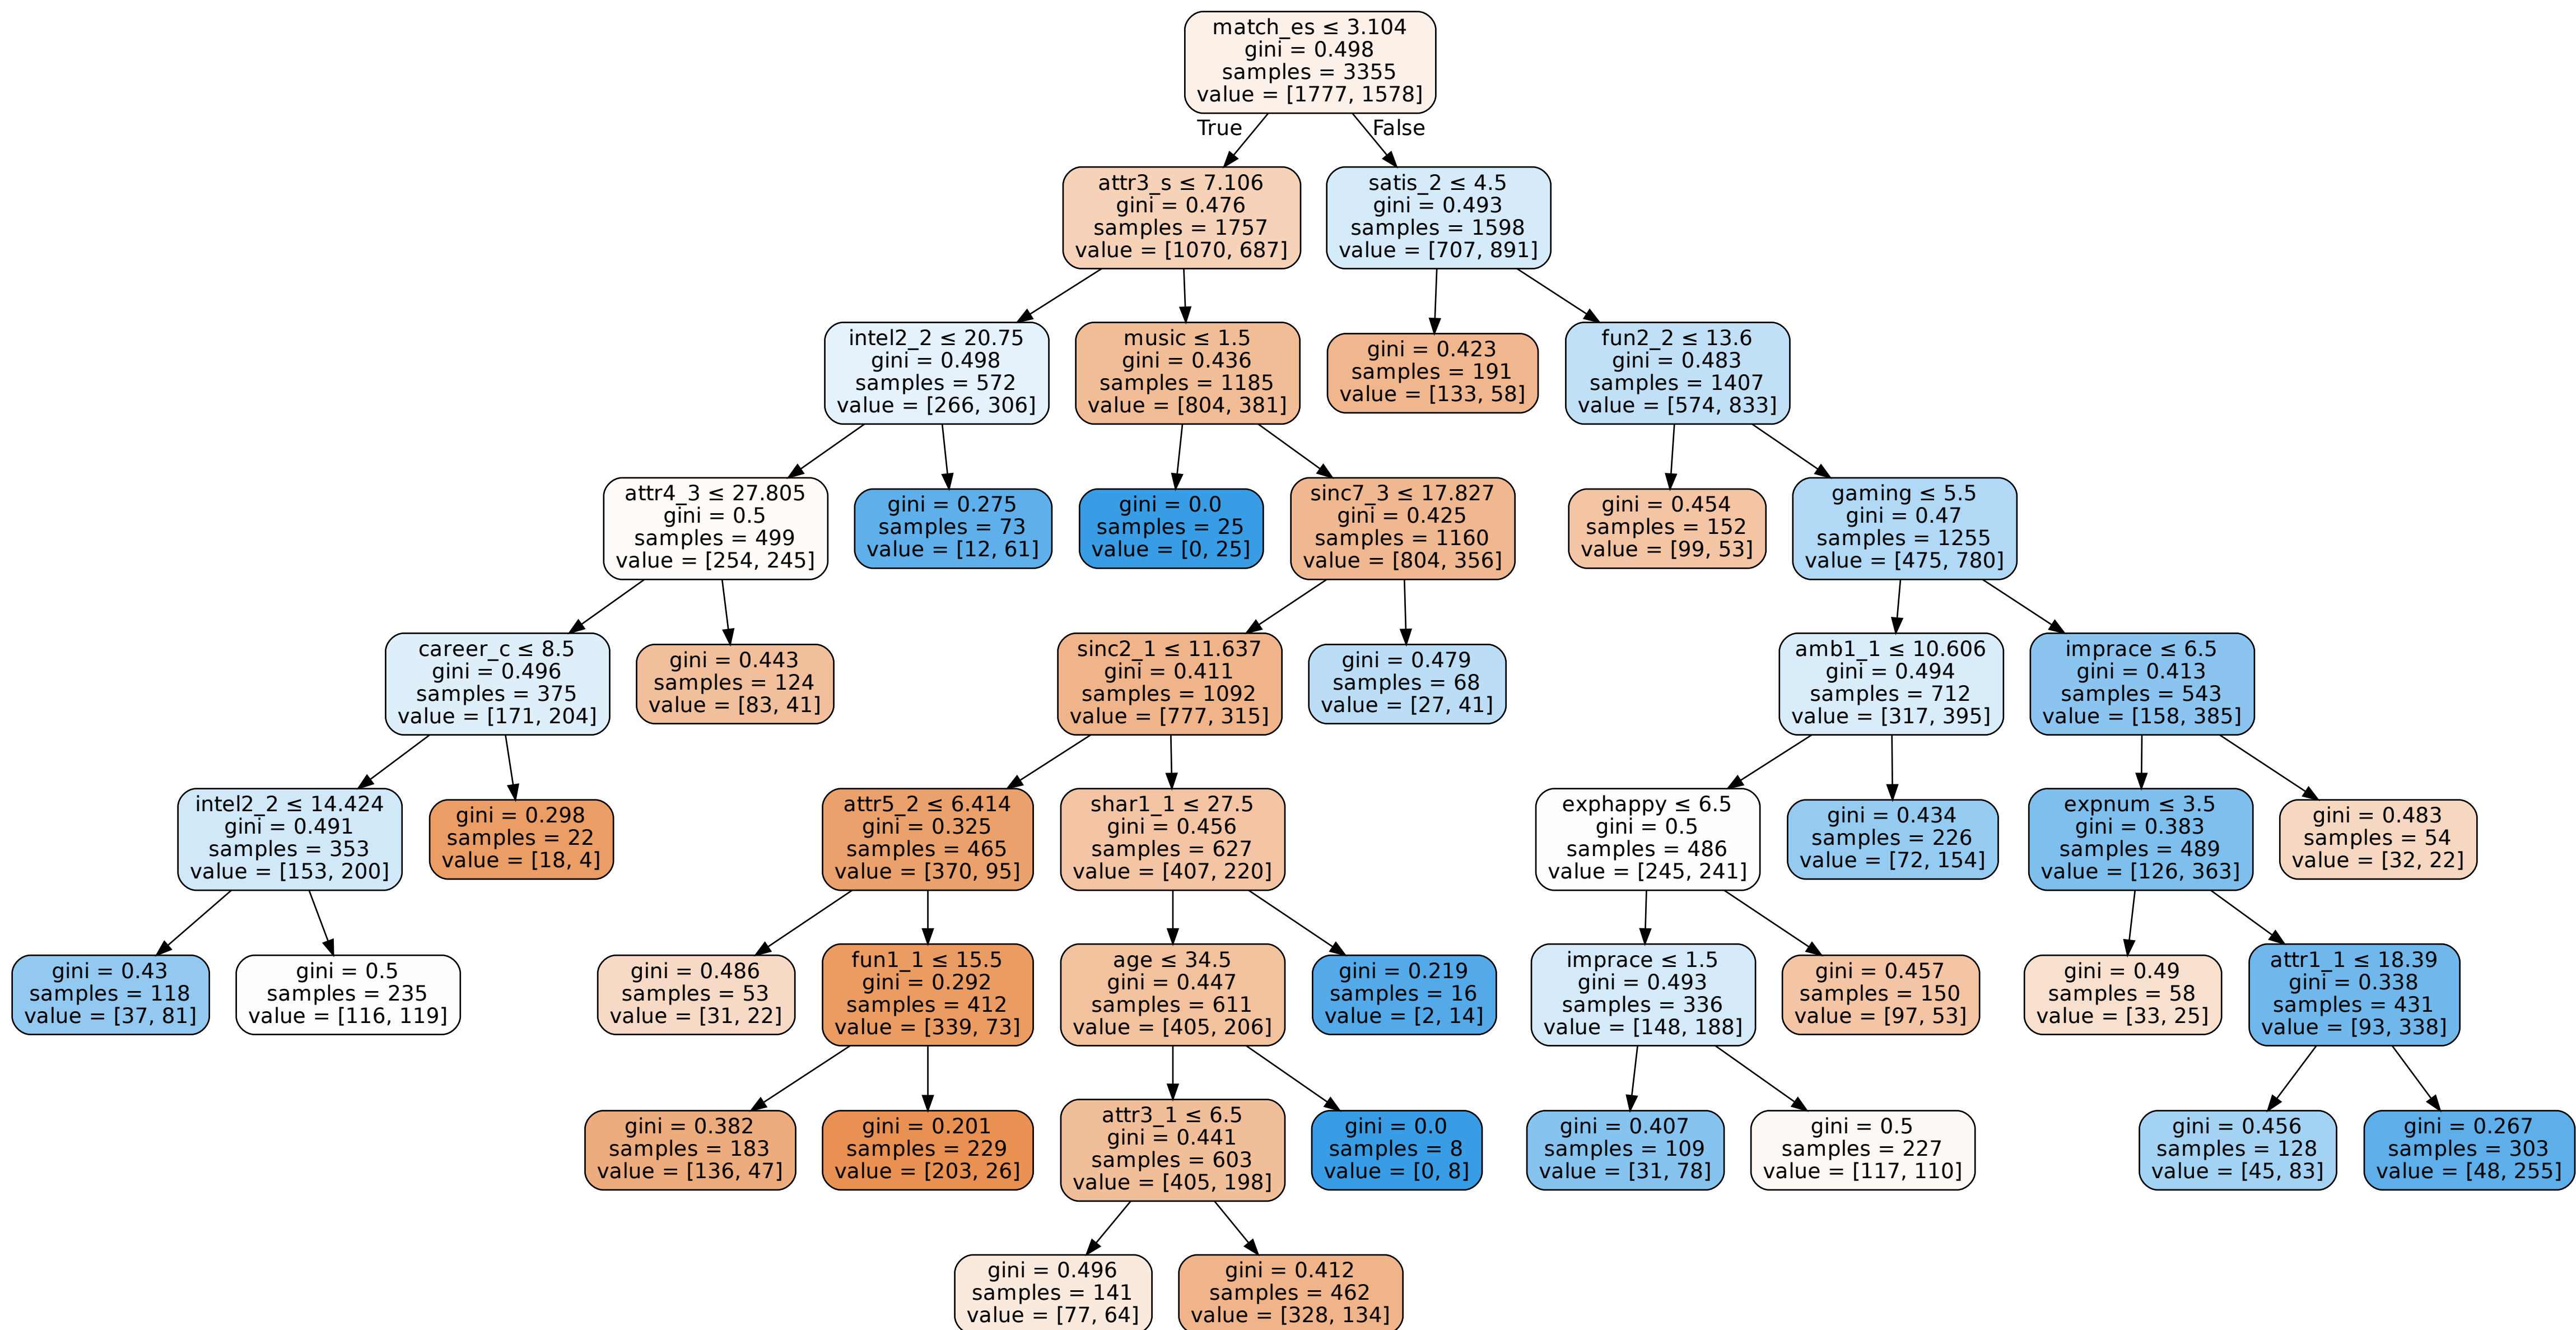 match_es ≤ 3.104
gini = 0.498
samples = 3355
value = [1777, 1578]
True
False
attr3_s ≤ 7.106
gini = 0.476
samples = 1757
value = [1070, 687]
satis_2 ≤ 4.5
gini = 0.493
samples = 1598
value = [707, 891]
intel2_2 ≤ 20.75
gini = 0.498
samples = 572
value = [266, 306]
music ≤ 1.5
gini = 0.436
samples = 1185
value = [804, 381]
gini = 0.423
samples = 191
value = [133, 58]
fun2_2 ≤ 13.6
gini = 0.483
samples = 1407
value = [574, 833]
attr4_3 ≤ 27.805
gini = 0.5
samples = 499
value = [254, 245]
gini = 0.275
samples = 73
value = [12, 61]
gini = 0.0
samples = 25
value = [0, 25]
sinc7_3 ≤ 17.827
gini = 0.425
samples = 1160
value = [804, 356]
gini = 0.454
samples = 152
value = [99, 53]
gaming ≤ 5.5
gini = 0.47
samples = 1255
value = [475, 780]
career_c ≤ 8.5
gini = 0.496
samples = 375
value = [171, 204]
gini = 0.443
samples = 124
value = [83, 41]
sinc2_1 ≤ 11.637
gini = 0.411
samples = 1092
value = [777, 315]
gini = 0.479
samples = 68
value = [27, 41]
amb1_1 ≤ 10.606
gini = 0.494
samples = 712
value = [317, 395]
imprace ≤ 6.5
gini = 0.413
samples = 543
value = [158, 385]
intel2_2 ≤ 14.424
gini = 0.491
samples = 353
value = [153, 200]
gini = 0.298
samples = 22
value = [18, 4]
attr5_2 ≤ 6.414
gini = 0.325
samples = 465
value = [370, 95]
shar1_1 ≤ 27.5
gini = 0.456
samples = 627
value = [407, 220]
exphappy ≤ 6.5
gini = 0.5
samples = 486
value = [245, 241]
gini = 0.434
samples = 226
value = [72, 154]
expnum ≤ 3.5
gini = 0.383
samples = 489
value = [126, 363]
gini = 0.483
samples = 54
value = [32, 22]
gini = 0.43
samples = 118
value = [37, 81]
gini = 0.5
samples = 235
value = [116, 119]
gini = 0.486
samples = 53
value = [31, 22]
fun1_1 ≤ 15.5
gini = 0.292
samples = 412
value = [339, 73]
age ≤ 34.5
gini = 0.447
samples = 611
value = [405, 206]
gini = 0.219
samples = 16
value = [2, 14]
imprace ≤ 1.5
gini = 0.493
samples = 336
value = [148, 188]
gini = 0.457
samples = 150
value = [97, 53]
gini = 0.49
samples = 58
value = [33, 25]
attr1_1 ≤ 18.39
gini = 0.338
samples = 431
value = [93, 338]
gini = 0.382
samples = 183
value = [136, 47]
gini = 0.201
samples = 229
value = [203, 26]
attr3_1 ≤ 6.5
gini = 0.441
samples = 603
value = [405, 198]
gini = 0.0
samples = 8
value = [0, 8]
gini = 0.407
samples = 109
value = [31, 78]
gini = 0.5
samples = 227
value = [117, 110]
gini = 0.456
samples = 128
value = [45, 83]
gini = 0.267
samples = 303
value = [48, 255]
gini = 0.496
samples = 141
value = [77, 64]
gini = 0.412
samples = 462
value = [328, 134]